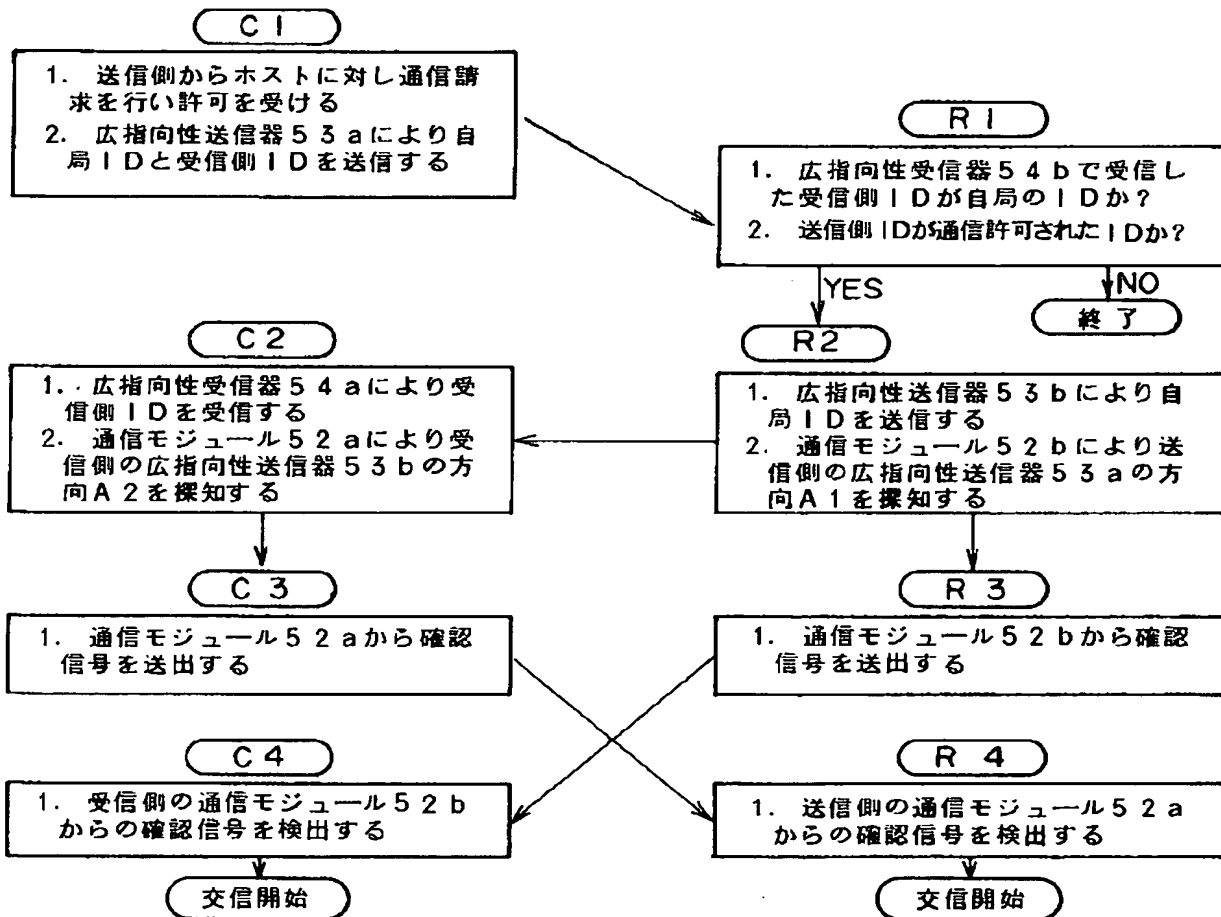 C1
1. 送信側からホストに対し通信請
求を行い許可を受ける
2. 広指向性送信器53aにより自
局IDと受信側IDを送信する
R1
1. 広指向性受信器54bで受信し
た受信側IDが自局のIDか?
2. 送信側IDが通信許可されたIDか?
YES
NO
終了
C2
1. 広指向性受信器54aにより受
信側IDを受信する
2. 通信モジュール52aにより受
信側の広指向性送信器53bの方
向A2を探知する
R2
1. 広指向性送信器53bにより自
局IDを送信する
2. 通信モジュール52bにより送
信側の広指向性送信器53aの方
向A1を探知する
C3
1. 通信モジュール52aから確認
信号を送出する
R3
1. 通信モジュール52bから確認
信号を送出する
C4
1. 受信側の通信モジュール52b
からの確認信号を検出する
交信開始
R4
1. 送信側の通信モジュール52a
からの確認信号を検出する
交信開始